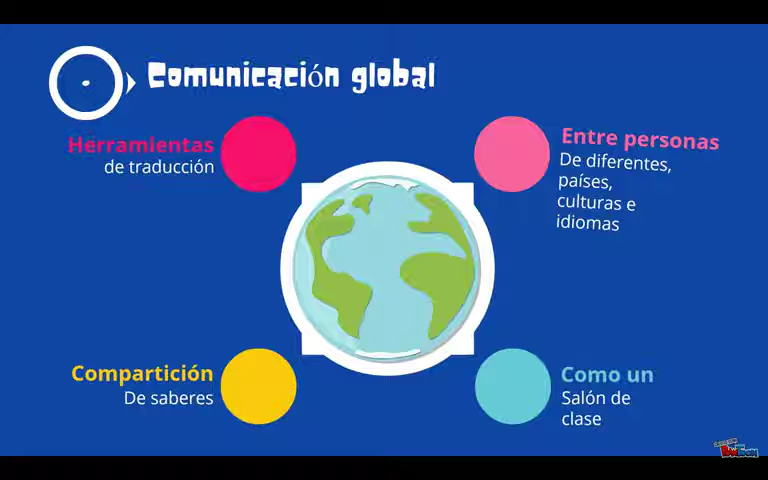 Comunicación global
Herramientas
de traducción
Entre personas
De diferentes,
países,
culturas e
idiomas
Compartición
De saberes
Como un
Salón de
clase